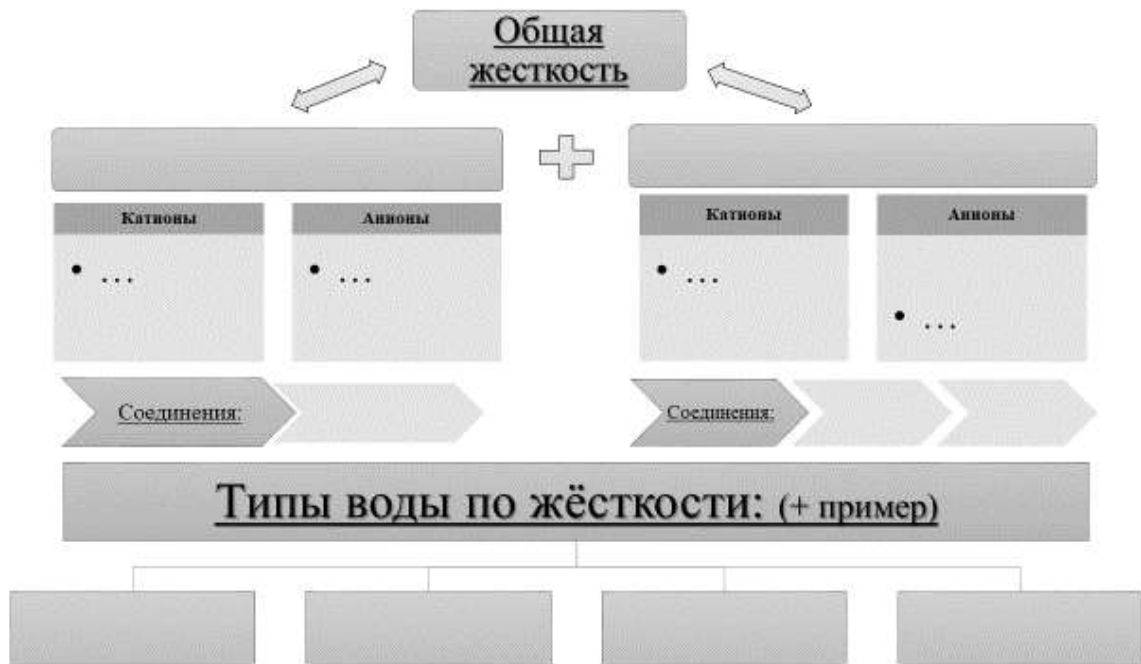 Общая
жесткость
Катионы
Анионы
Катионы
Анионы
• ...
• ...
• ...
• ...
Соединения:
Соединения:
Типы воды по жёсткости: (+ пример)